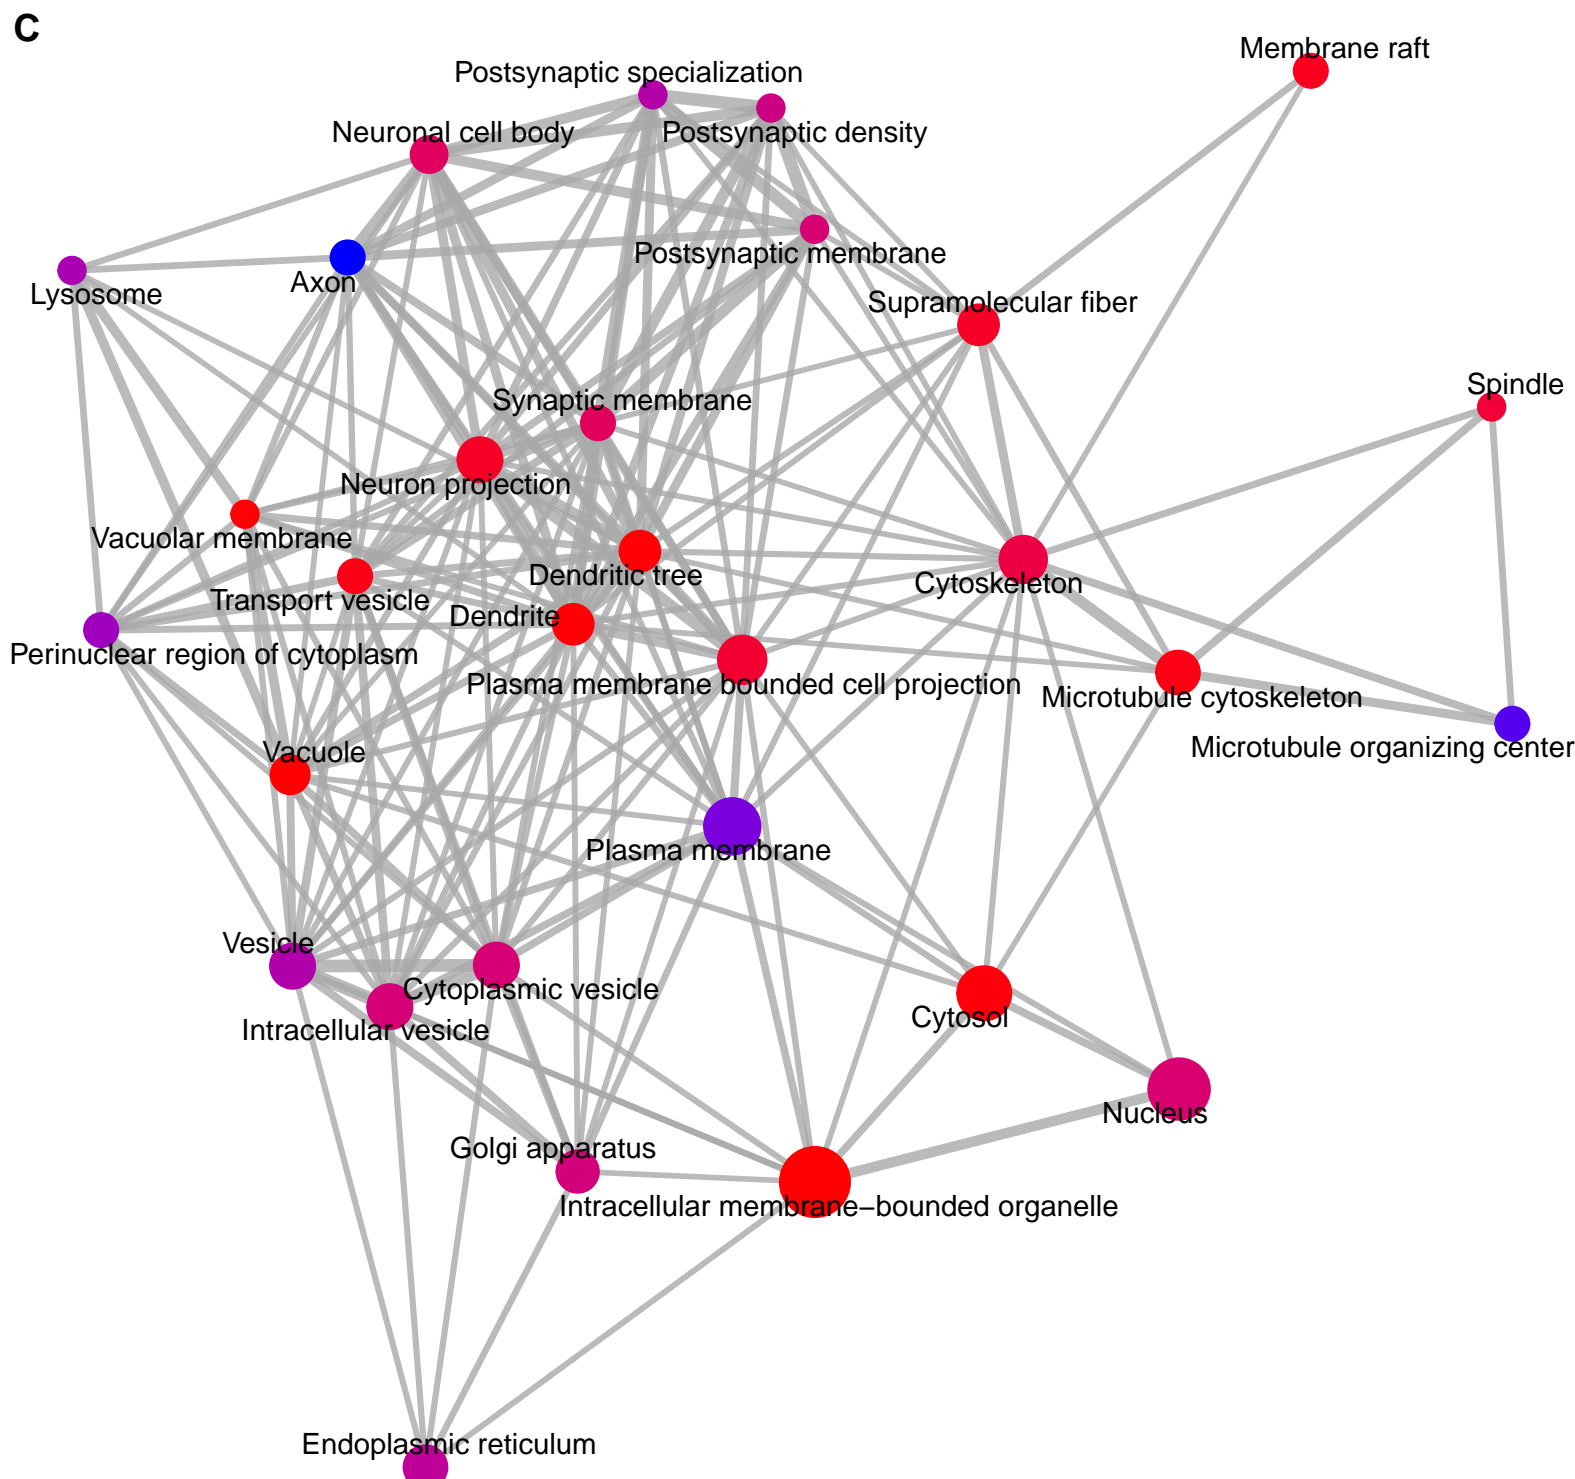 C
Membrane raft
Postsynaptic specialization
Neuronal cell body
Postsynaptic density
Postsynaptic membrane
Lysosome
Axon
Supramolecular fiber
Spindle
Synaptic membrane
Neuron projection
Vacuolar membrane
Dendritic tree
Cytoskeleton
Transport vesicle
Dendrite
Perinuclear region of cytoplasm
Plasma membrane bounded cell projection
Microtubule cytoskeleton
Microtubule organizing center
Vacuole
Plasma membrane
Vesicle
Cytoplasmic vesicle
Intracellular vesicle
Cytosol
Nucleus
Golgi apparatus
Intracellular membrane−bounded organelle
Endoplasmic reticulum